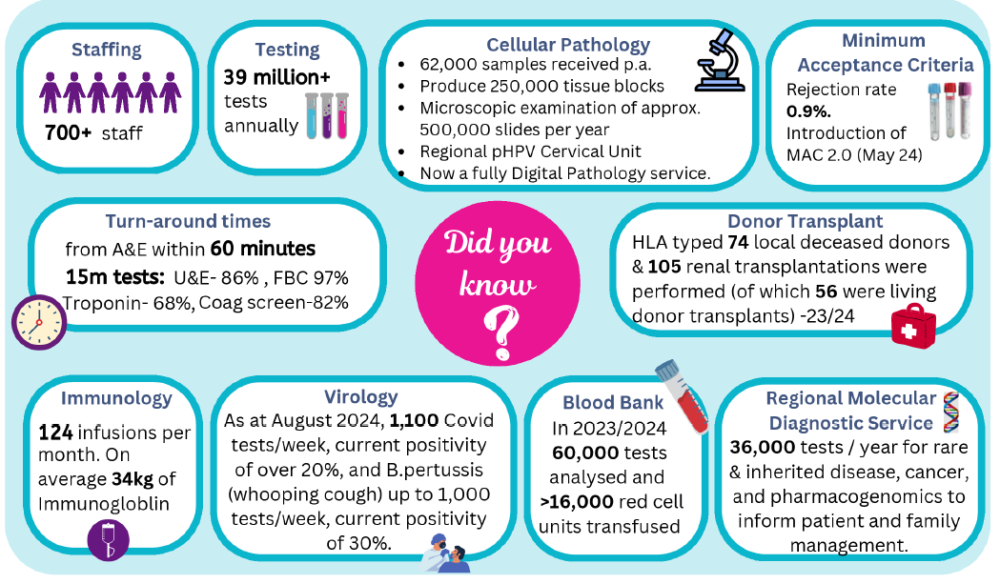 Staffing
700+ staff
Testing
39 million+
tests
annually
Cellular Pathology
• 62,000 samples received p.a.
• Produce 250,000 tissue blocks
• Microscopic examination of approx.
500,000 slides per year
• Regional pHPV Cervical Unit
• Now a fully Digital Pathology service.
Minimum
Acceptance Criteria
Rejection rate
0.9%.
Introduction of
MAC 2.0 (May 24)
Turn-around times
from A&E within 60 minutes
15m tests: U&E- 86% , FBC 97%
Troponin- 68%, Coag screen-82%
Did you
know
?
Donor Transplant
HLA typed 74 local deceased donors
& 105 renal transplantations were
performed (of which 56 were living
donor transplants) -23/24
Immunology
124 infusions per
month. On
average 34kg of
Immunogloblin
Virology
As at August 2024, 1,100 Covid
tests/week, current positivity
of over 20%, and B.pertussis
(whooping cough) up to 1,000
tests/week, current positivity
of 30%.
Blood Bank
In 2023/2024
60,000 tests
analysed and
>16,000 red cell
units transfused
Regional Molecular
Diagnostic Service
36,000 tests / year for rare
& inherited disease, cancer,
and pharmacogenomics to
inform patient and family
management.